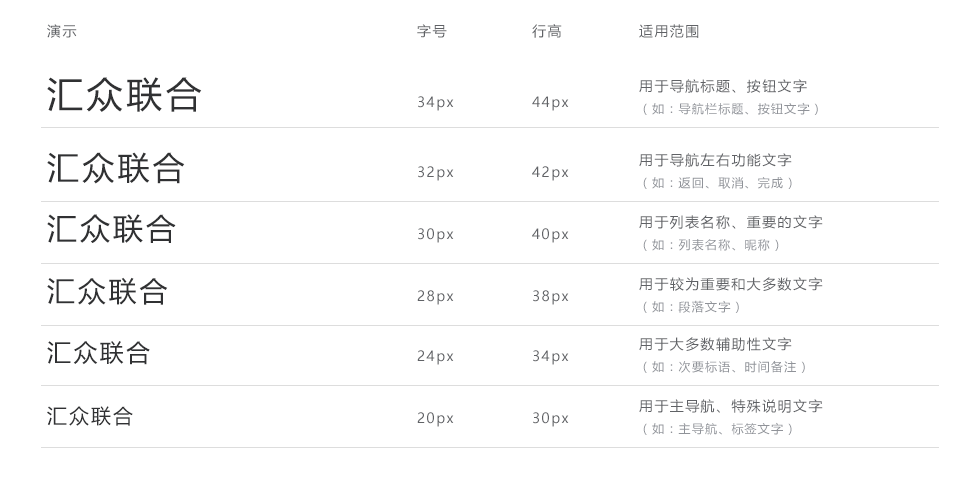 演示 字号 行高 适用范围
汇众联合 34px 44px 用于导航标题、按钮文字
（如：导航栏标题、按钮文字）
汇众联合 32px 42px 用于导航左右功能文字
（如：返回、取消、完成）
汇众联合 30px 40px 用于列表名称、重要的文字
（如：列表名称、昵称）
汇众联合 28px 38px 用于较为重要和大多数文字
（如：段落文字）
汇众联合 24px 34px 用于大多数辅助性文字
（如：次要标语、时间备注）
汇众联合 20px 30px 用于主导航、特殊说明文字
（如：主导航、标签文字）